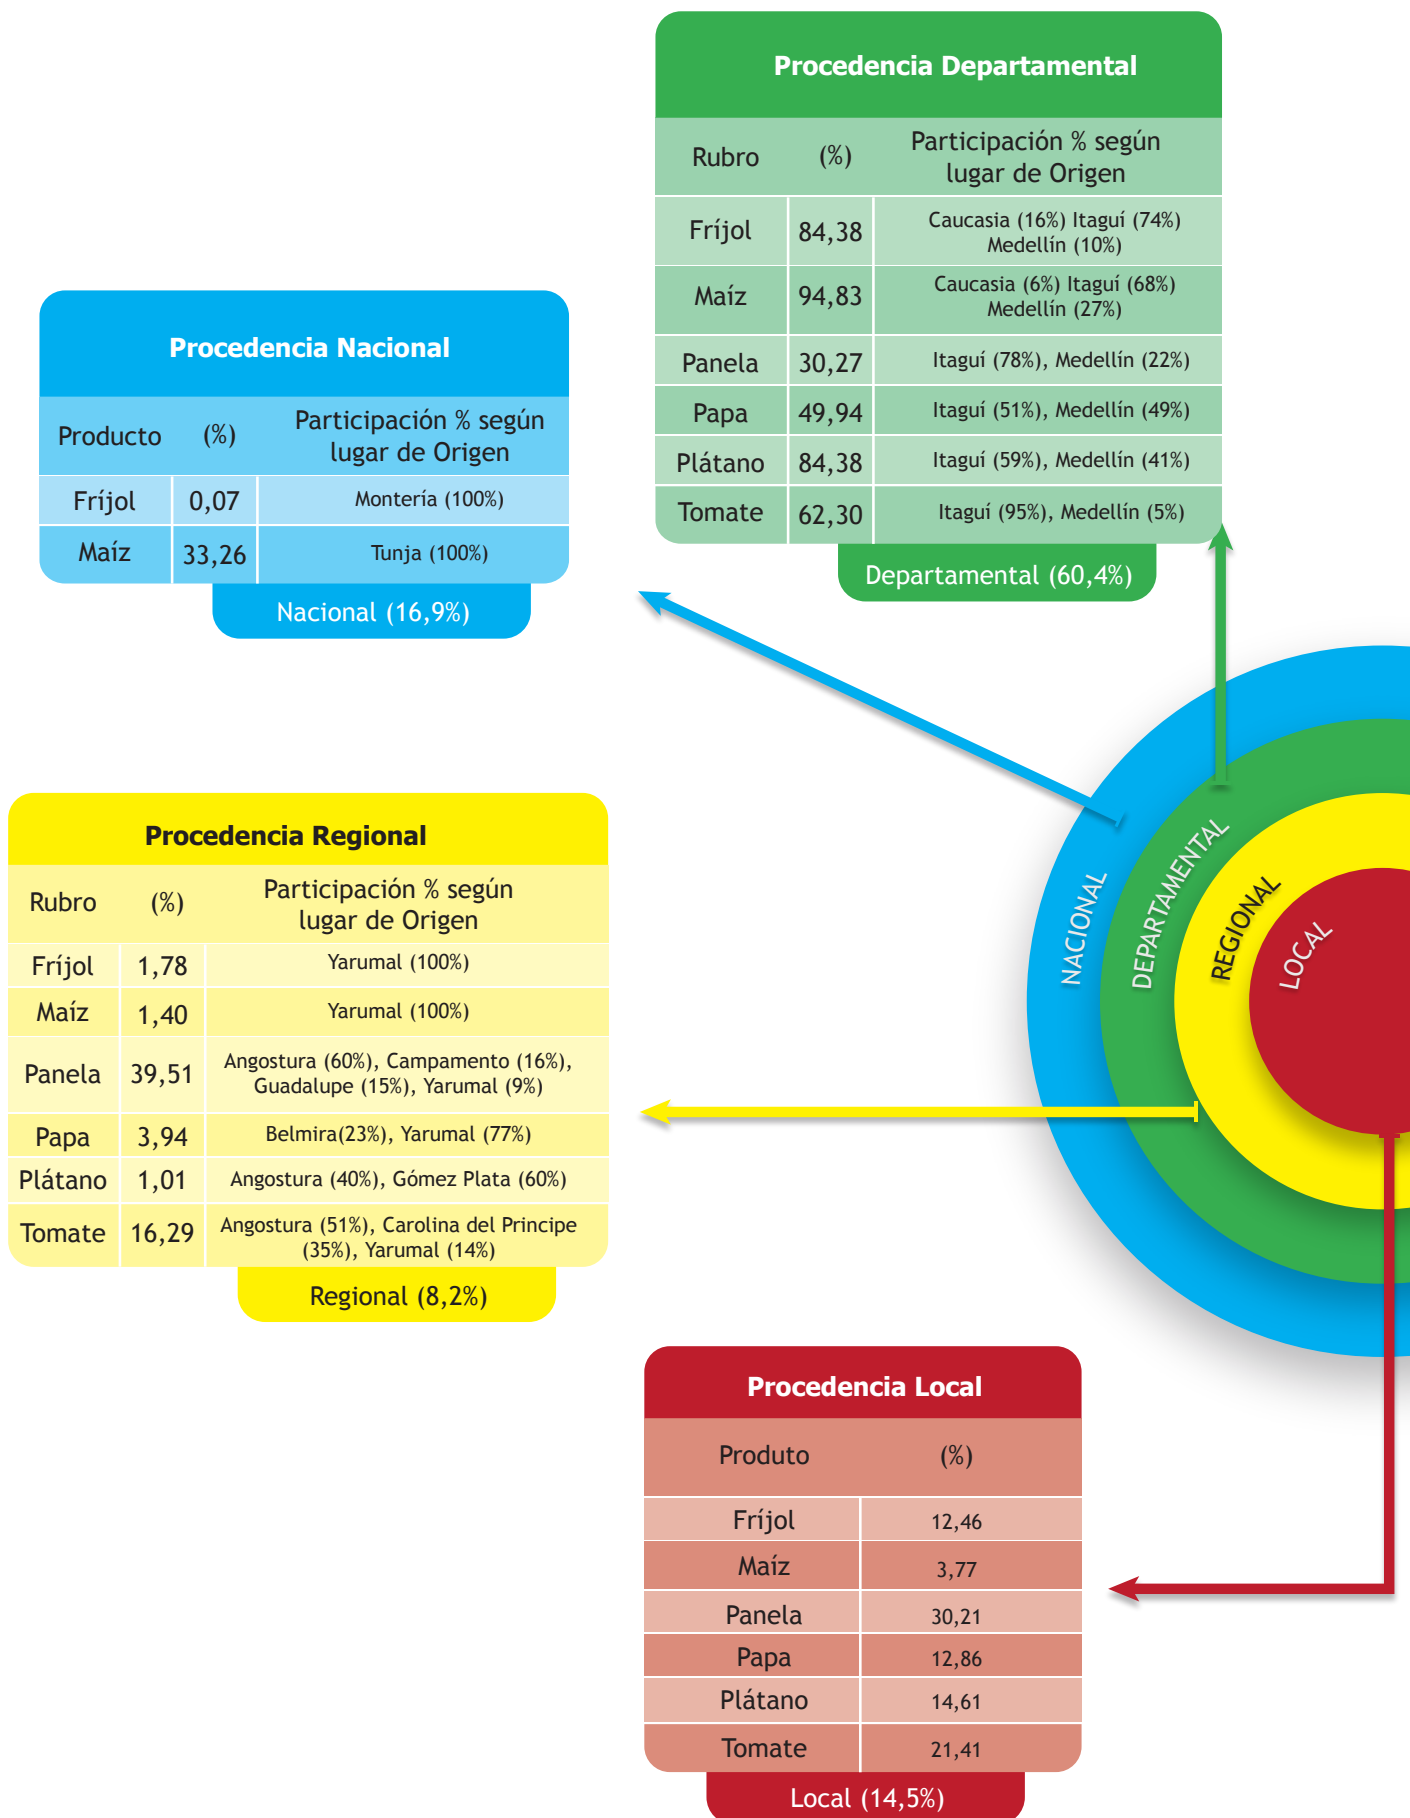 Procedencia Departamental
Rubro (%) Participación % según
lugar de Origen
Fríjol 84,38 Caucasia (16%) Itaguí (74%)
Medellín (10%)
Maíz 94,83 Caucasia (6%) Itaguí (68%)
Medellín (27%)
Panela 30,27 Itaguí (78%), Medellín (22%)
Papa 49,94 Itaguí (51%), Medellín (49%)
Plátano 84,38 Itaguí (59%), Medellín (41%)
Tomate 62,30 Itaguí (95%), Medellín (5%)
Departamental (60,4%)
Procedencia Nacional
Producto (%) Participación % según
lugar de Origen
Fríjol 0,07 Montería (100%)
Maíz 33,26 Tunja (100%)
Nacional (16,9%)
NACIONAL
DEPARTAMENTAL
REGIONAL
LOCAL
Procedencia Regional
Rubro (%) Participación % según
lugar de Origen
Fríjol 1,78 Yarumal (100%)
Maíz 1,40 Yarumal (100%)
Panela 39,51 Angostura (60%), Campamento (16%),
Guadalupe (15%), Yarumal (9%)
Papa 3,94 Belmira(23%), Yarumal (77%)
Plátano 1,01 Angostura (40%), Gómez Plata (60%)
Tomate 16,29 Angostura (51%), Carolina del Principe
(35%), Yarumal (14%)
Regional (8,2%)
Procedencia Local
Produto (%)
Fríjol 12,46
Maíz 3,77
Panela 30,21
Papa 12,86
Plátano 14,61
Tomate 21,41
Local (14,5%)